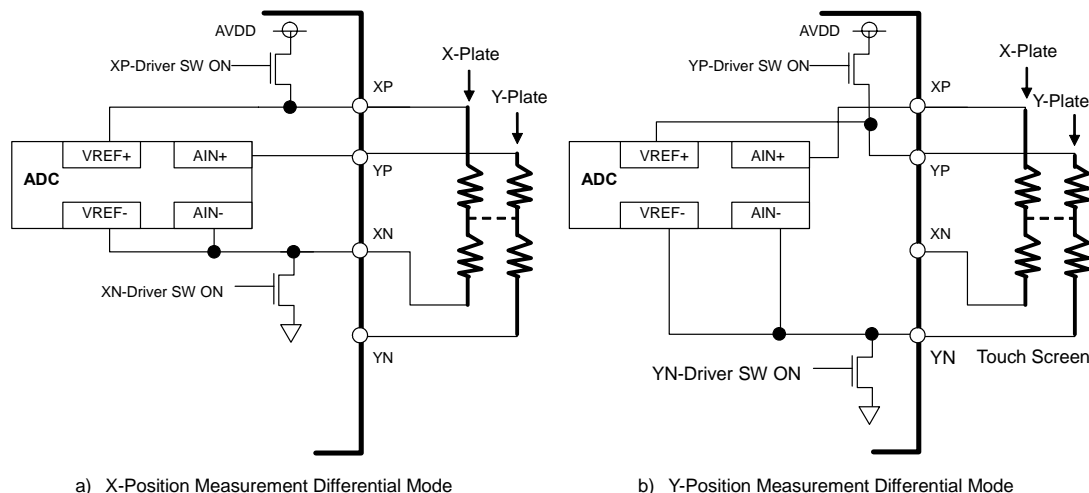 AVDD
XP-Driver SW ON
X-Plate
XP
Y-Plate
VREF+
AIN+
ADC
YP
VREF-
AIN-
XN
XN-Driver SW ON
YN
a) X-Position Measurement Differential Mode
AVDD
YP-Driver SW ON
X-Plate
XP
Y-Plate
VREF+
AIN+
ADC
YP
VREF-
AIN-
XN
YN
Touch Screen
YN-Driver SW ON
b) Y-Position Measurement Differential Mode